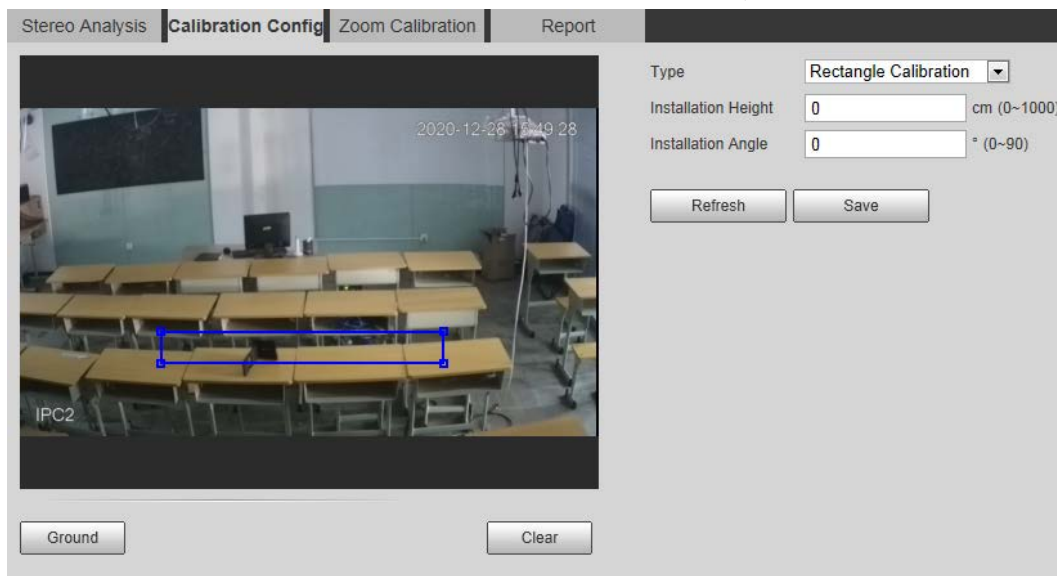 Stereo Analysis Calibration Config Zoom Calibration Report
Type Rectangle Calibration
Installation Height 0 cm (0~1000)
Installation Angle 0 ° (0~90)
Refresh Save
2020-12-28 15:49:28
IPC2
Ground Clear